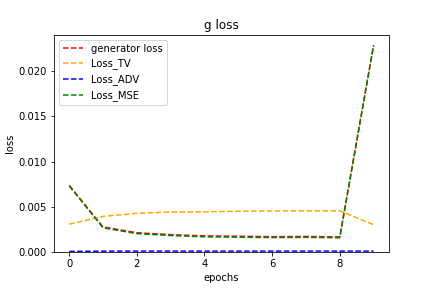 g loss
generator loss
Loss_TV
Loss_ADV
Loss_MSE
0.020
0.015
0.010
0.005
0.000
loss
0 2 4 6 8
epochs